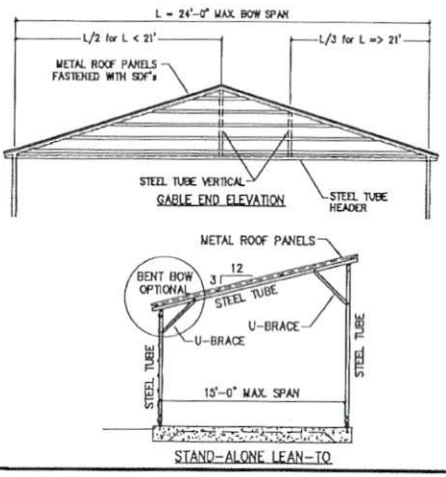 L = 24'-0" MAX. BOW SPAN
L/2 for L < 21'
L/3 for L => 21'
METAL ROOF PANELS
FASTENED WITH SDF's
STEEL TUBE VERTICAL
GABLE END ELEVATION
STEEL TUBE
HEADER
METAL ROOF PANELS
BENT BOW
OPTIONAL
12
3
STEEL TUBE
U-BRACE
U-BRACE
STEEL TUBE
STEEL TUBE
15'-0" MAX. SPAN
STAND-ALONE LEAN-TO